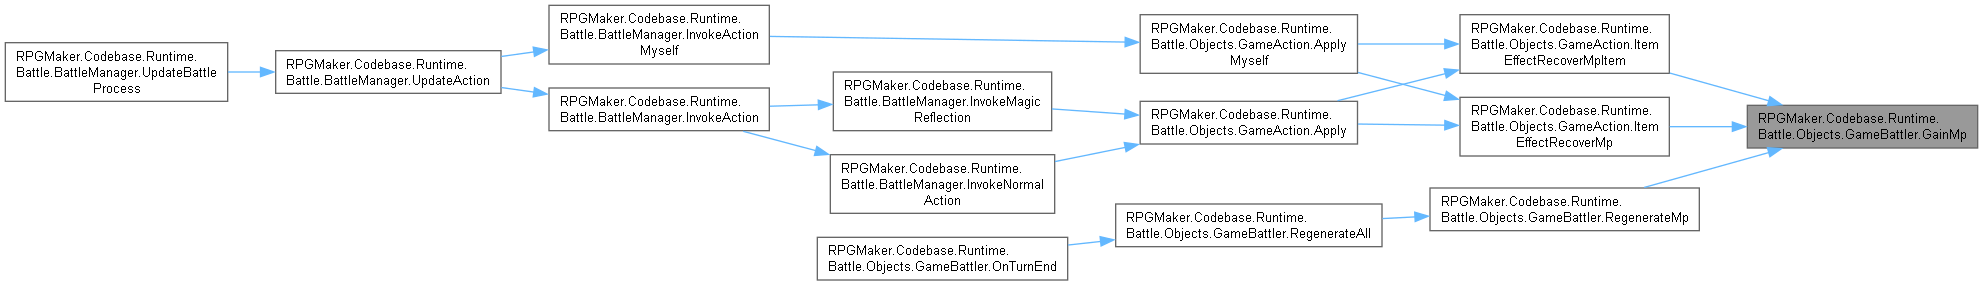 RPGMaker.Codebase.Runtime.
Battle.BattleManager.UpdateBattle
Process
RPGMaker.Codebase.Runtime.
Battle.BattleManager.UpdateAction
RPGMaker.Codebase.Runtime.
Battle.BattleManager.InvokeAction
Myself
RPGMaker.Codebase.Runtime.
Battle.BattleManager.InvokeAction
RPGMaker.Codebase.Runtime.
Battle.BattleManager.InvokeMagic
Reflection
RPGMaker.Codebase.Runtime.
Battle.BattleManager.InvokeNormal
Action
RPGMaker.Codebase.Runtime.
Battle.Objects.GameBattler.OnTurnEnd
RPGMaker.Codebase.Runtime.
Battle.Objects.GameAction.Apply
Myself
RPGMaker.Codebase.Runtime.
Battle.Objects.GameAction.Apply
RPGMaker.Codebase.Runtime.
Battle.Objects.GameBattler.RegenerateAll
RPGMaker.Codebase.Runtime.
Battle.Objects.GameAction.Item
EffectRecoverMpItem
RPGMaker.Codebase.Runtime.
Battle.Objects.GameAction.Item
EffectRecoverMp
RPGMaker.Codebase.Runtime.
Battle.Objects.GameBattler.RegenerateMp
RPGMaker.Codebase.Runtime.
Battle.Objects.GameBattler.GainMp